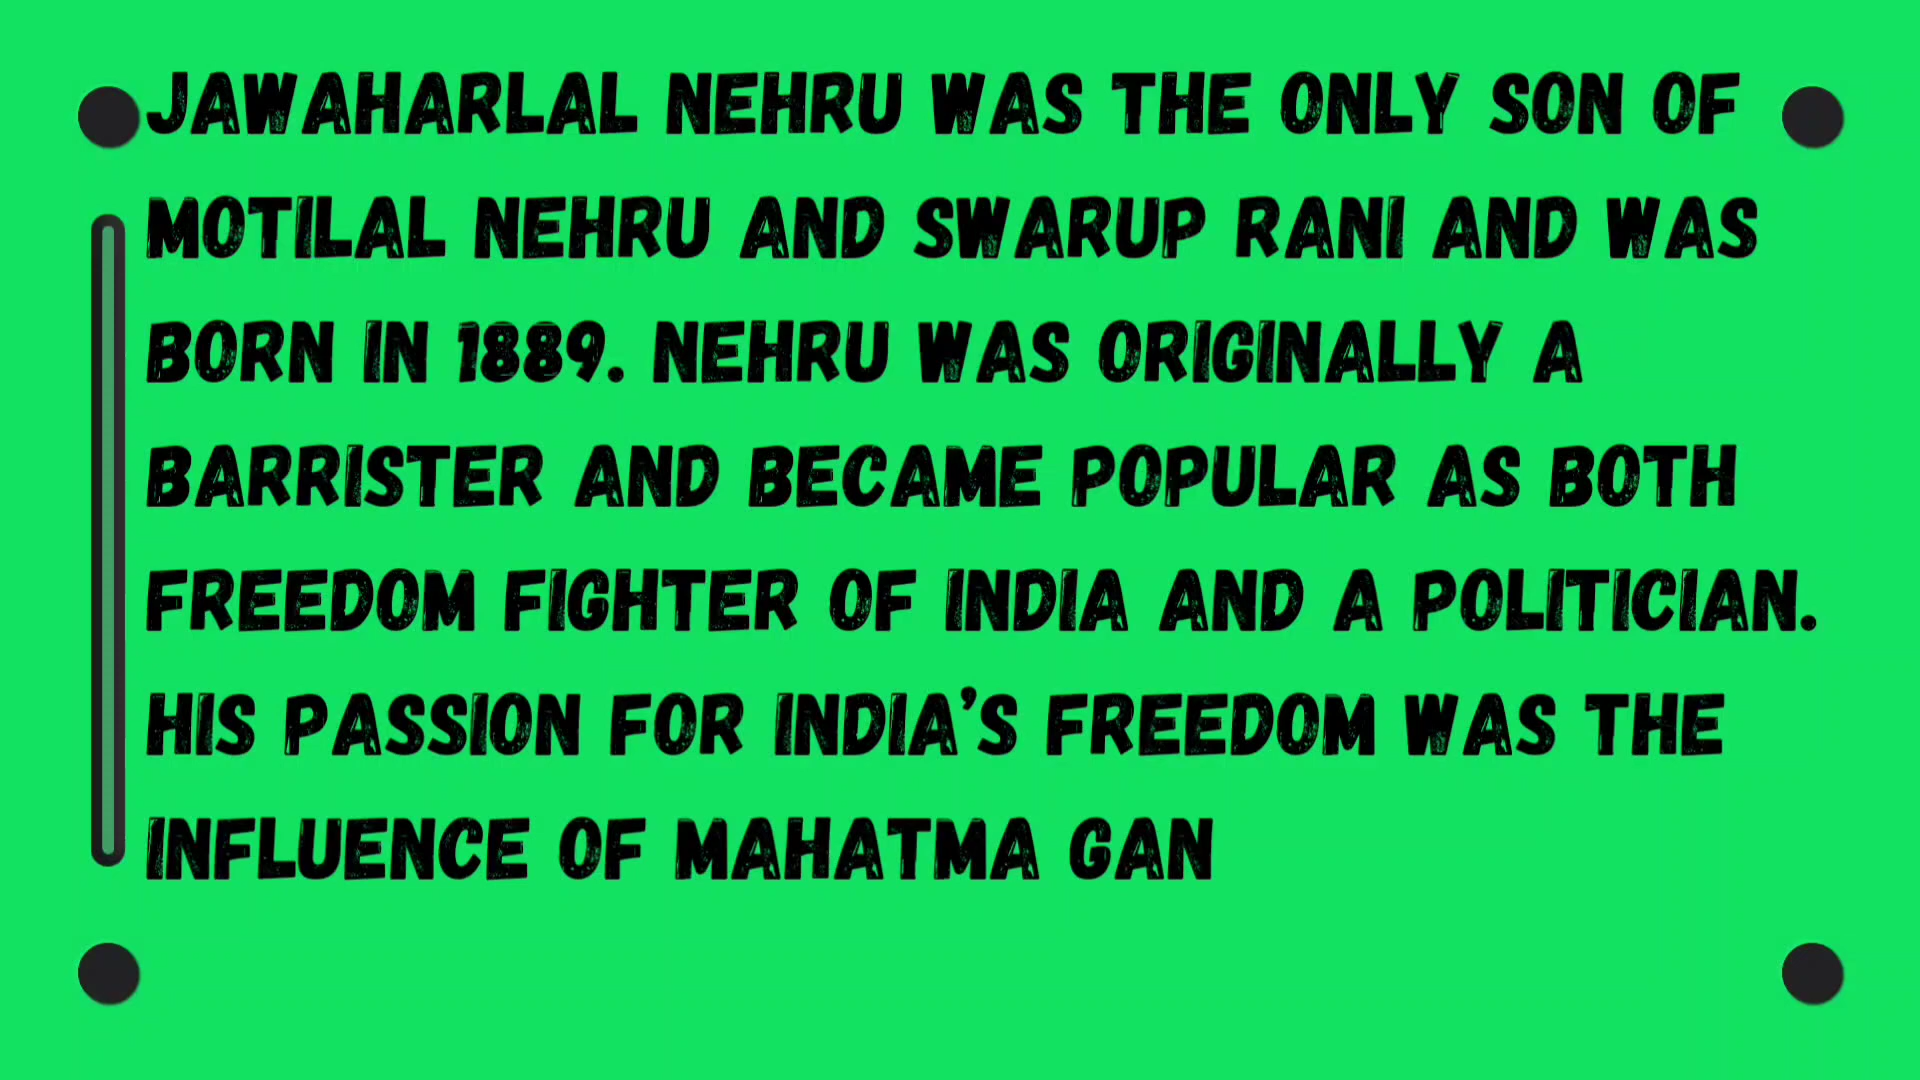 JAWAHARLAL NEHRU WAS THE ONLY SON OF
MOTILAL NEHRU AND SWARUP RANI AND WAS
BORN IN 1889. NEHRU WAS ORIGINALLY A
BARRISTER AND BECAME POPULAR AS BOTH
FREEDOM FIGHTER OF INDIA AND A POLITICIAN.
HIS PASSION FOR INDIA’S FREEDOM WAS THE
INFLUENCE OF MAHATMA GAN